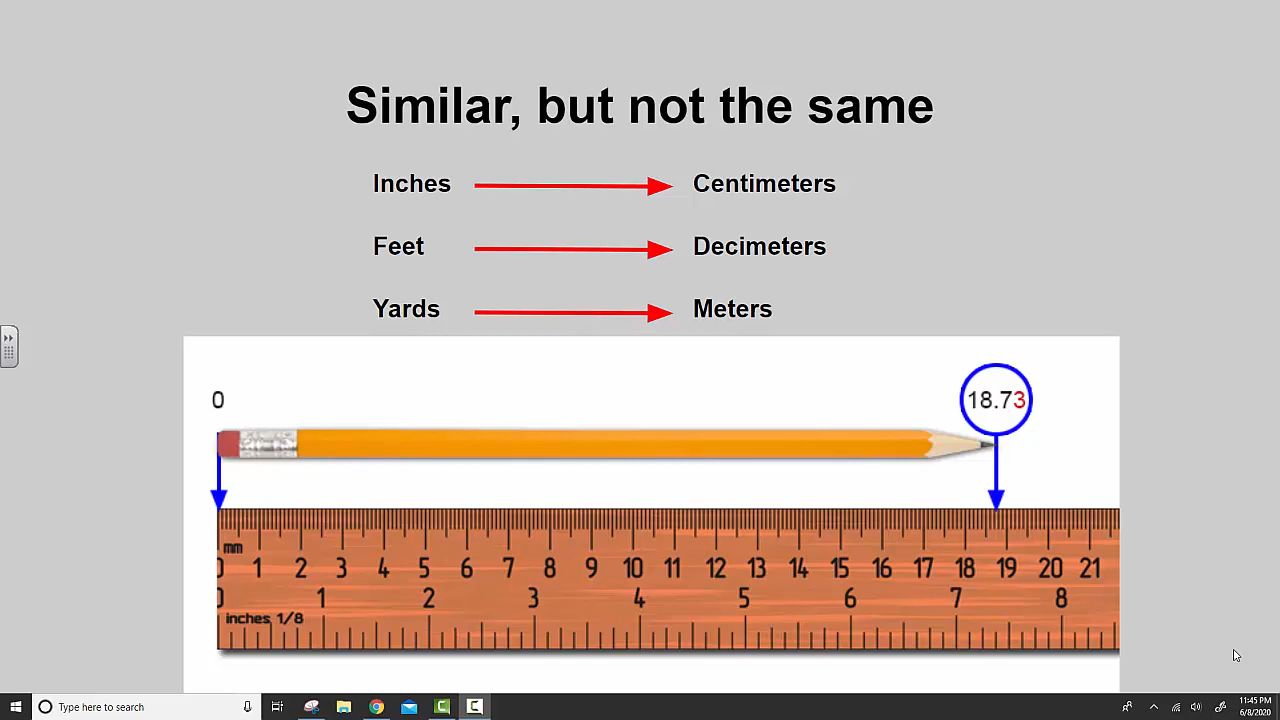 Similar, but not the same
Inches Centimeters
Feet Decimeters
Yards Meters
0 18.73
mm
0 1 2 3 4 5 6 7 8 9 10 11 12 13 14 15 16 17 18 19 20 21
0 1 2 3 4 5 6 7 8
inches, 1/8
Type here to search
11:45 PM
6/8/2020